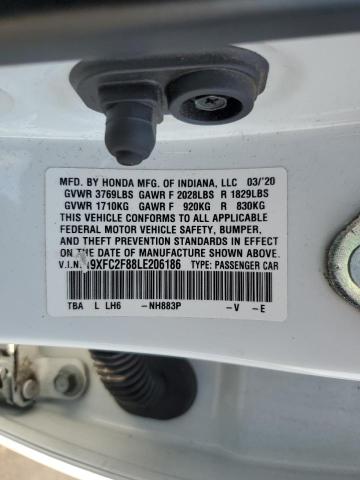 MFD. BY HONDA MFG. OF INDIANA, LLC 03/'20
GVWR 3769LBS GAWR F 2028LBS R 1829LBS
GVWR 1710KG GAWR F 920KG R 830KG
THIS VEHICLE CONFORMS TO ALL APPLICABLE
FEDERAL MOTOR VEHICLE SAFETY, BUMPER,
AND THEFT PREVENTION STANDARDS IN EFFECT
ON THE DATE OF MANUFACTURE SHOWN ABOVE.
V.I.N. 19XFC2F88LE206186 TYPE: PASSENGER CAR
TBA L LH6 -NH883P -V -E